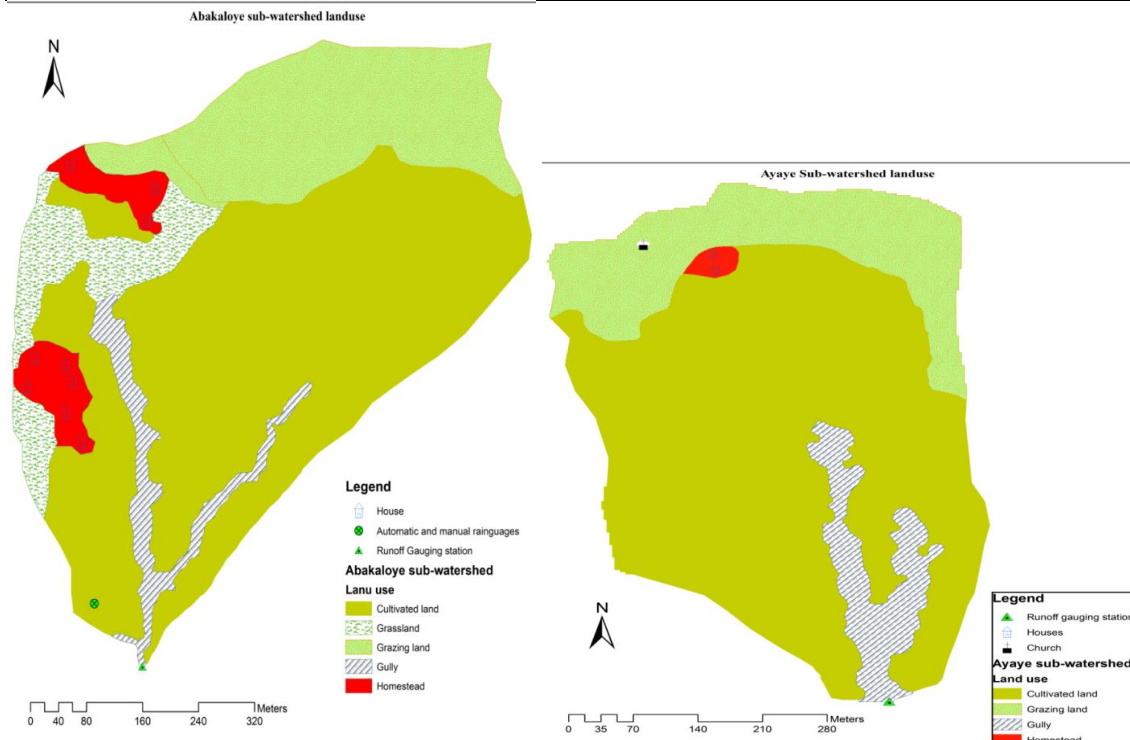 Abakaloye sub-watershed landuse
N
Legend
House
Automatic and manual rainguages
Runoff Gauging station
Abakaloye sub-watershed
Lanu use
Cultivated land
Grassland
Grazing land
Gully
Homestead
Meters
0 40 80 160 240 320
Ayaye Sub-watershed landuse
N
Legend
Runoff gauging station
Houses
Church
Ayaye sub-watershed
Land use
Cultivated land
Grazing land
Gully
Homestead
Meters
0 35 70 140 210 280